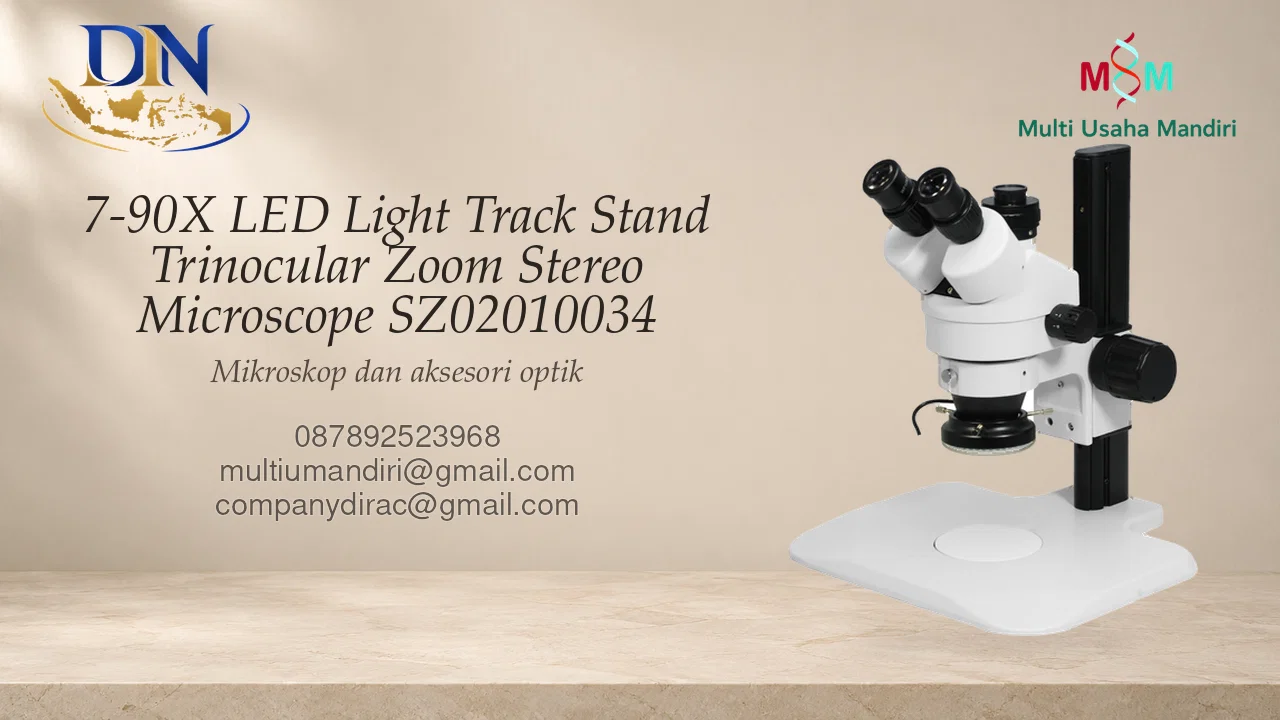 DN
M M
Multi Usaha Mandiri
7-90X LED Light Track Stand
Trinocular Zoom Stereo
Microscope SZ02010034
Mikroskop dan aksesori optik
087892523968
multiumandiri@gmail.com
companydirac@gmail.com